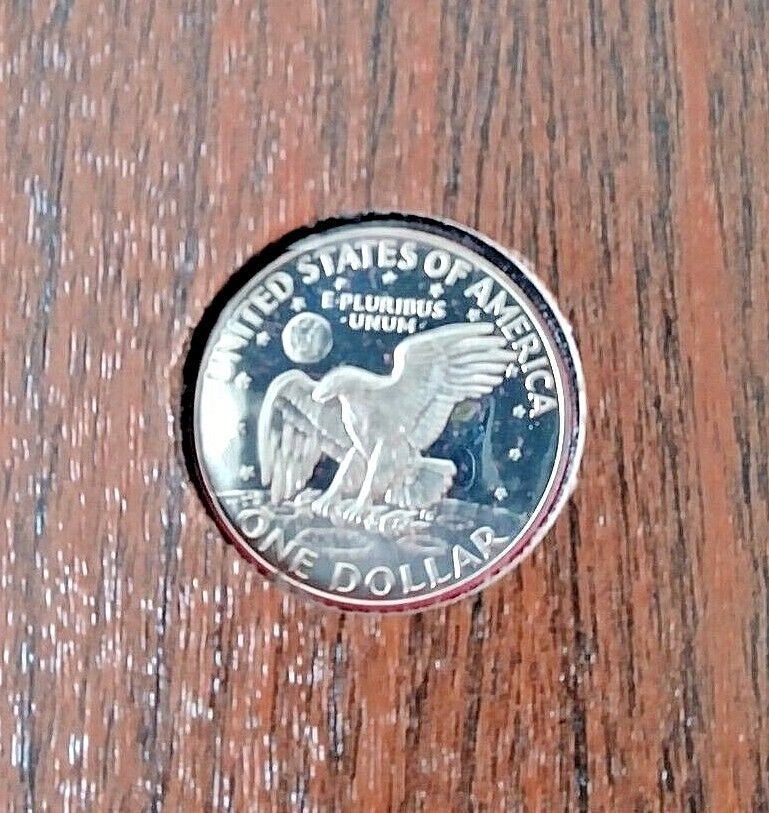 UNITED STATES OF AMERICA
E·PLURIBUS
·UNUM·
ONE DOLLAR